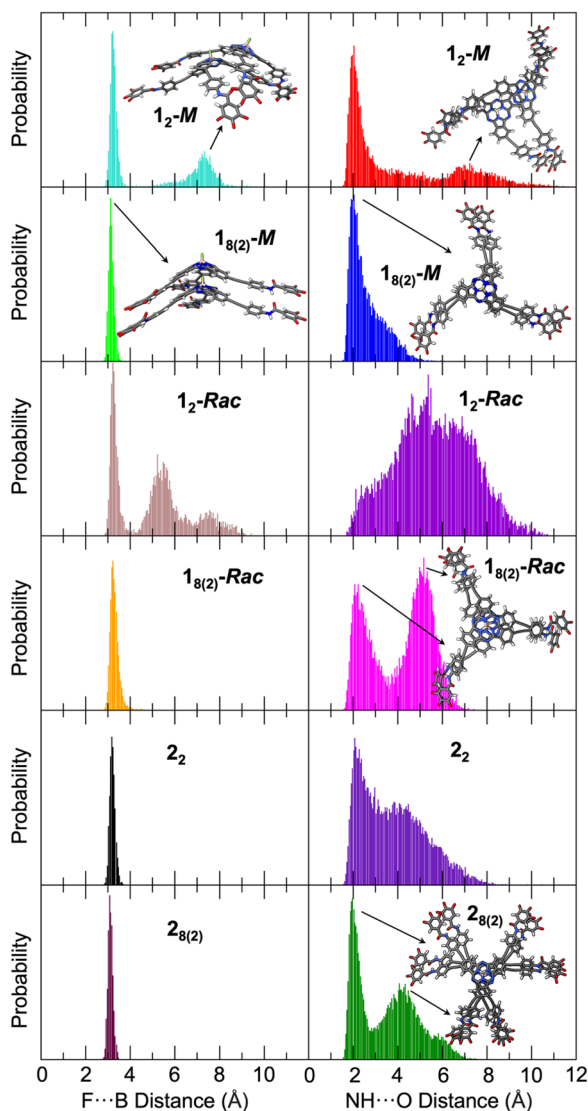 Probability
1₂-M
1₂-M
Probability
1₈₍₂₎-M
1₈₍₂₎-M
Probability
1₂-Rac
1₂-Rac
Probability
1₈₍₂₎-Rac
1₈₍₂₎-Rac
Probability
2₂
2₂
Probability
2₈₍₂₎
2₈₍₂₎
0 2 4 6 8 10 0 2 4 6 8 10 12
F···B Distance (Å) NH···O Distance (Å)